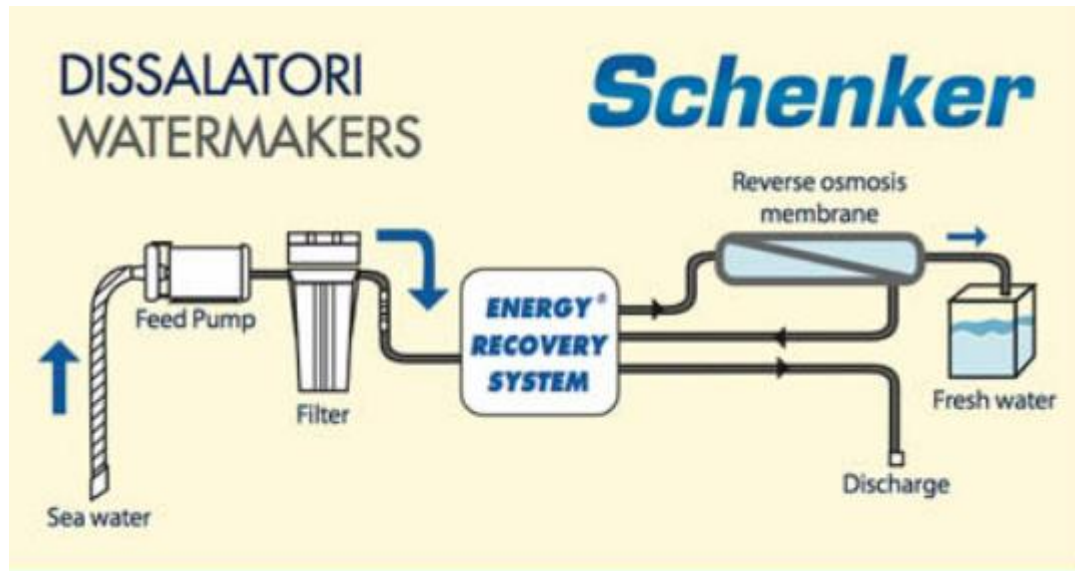 DISSALATORI
WATERMAKERS
Schenker
Reverse osmosis
membrane
Feed Pump
ENERGY®
RECOVERY
SYSTEM
Filter
Fresh water
Discharge
Sea water